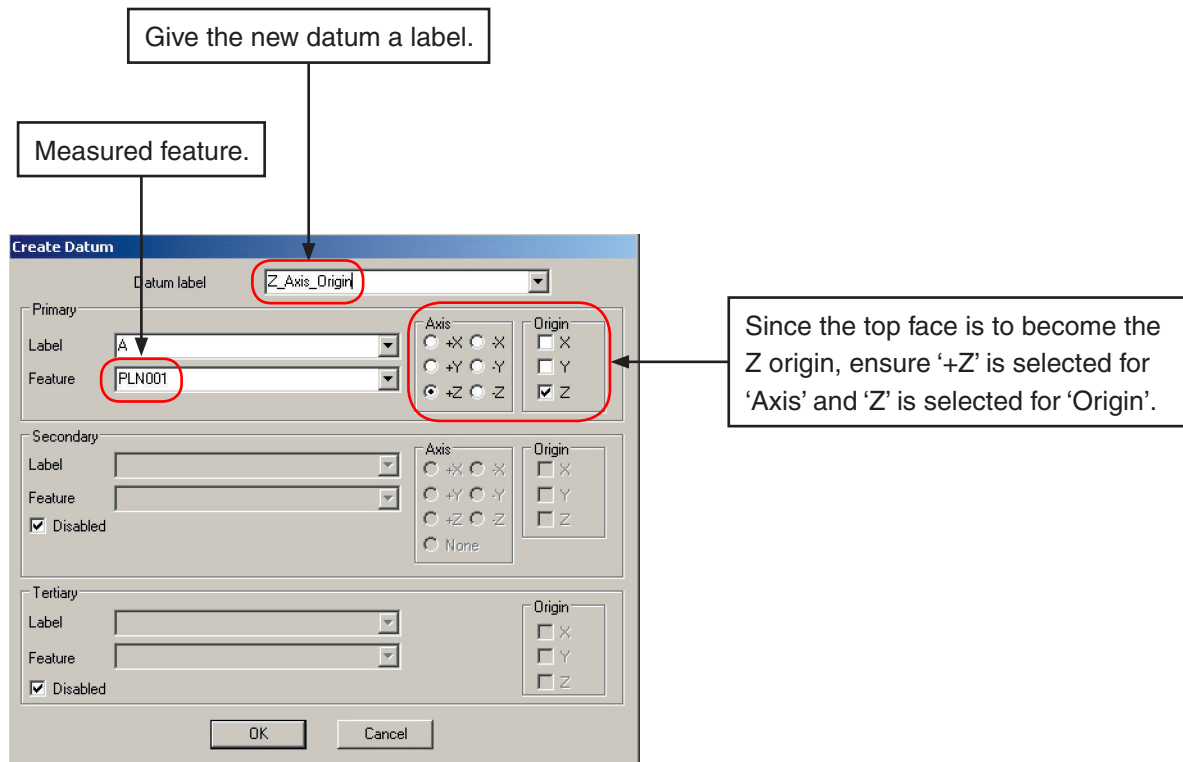 Give the new datum a label.
Measured feature.
Create Datum
Datum label Z_Axis_Origin
Primary
Label A
Feature PLN001
Axis
+X -X
+Y -Y
+Z -Z
Origin
X
Y
Z
Since the top face is to become the
Z origin, ensure ‘+Z’ is selected for
‘Axis’ and ‘Z’ is selected for ‘Origin’.
Secondary
Label
Feature
Disabled
Axis
+X -X
+Y -Y
+Z -Z
None
Origin
X
Y
Z
Tertiary
Label
Feature
Disabled
Origin
X
Y
Z
OK Cancel